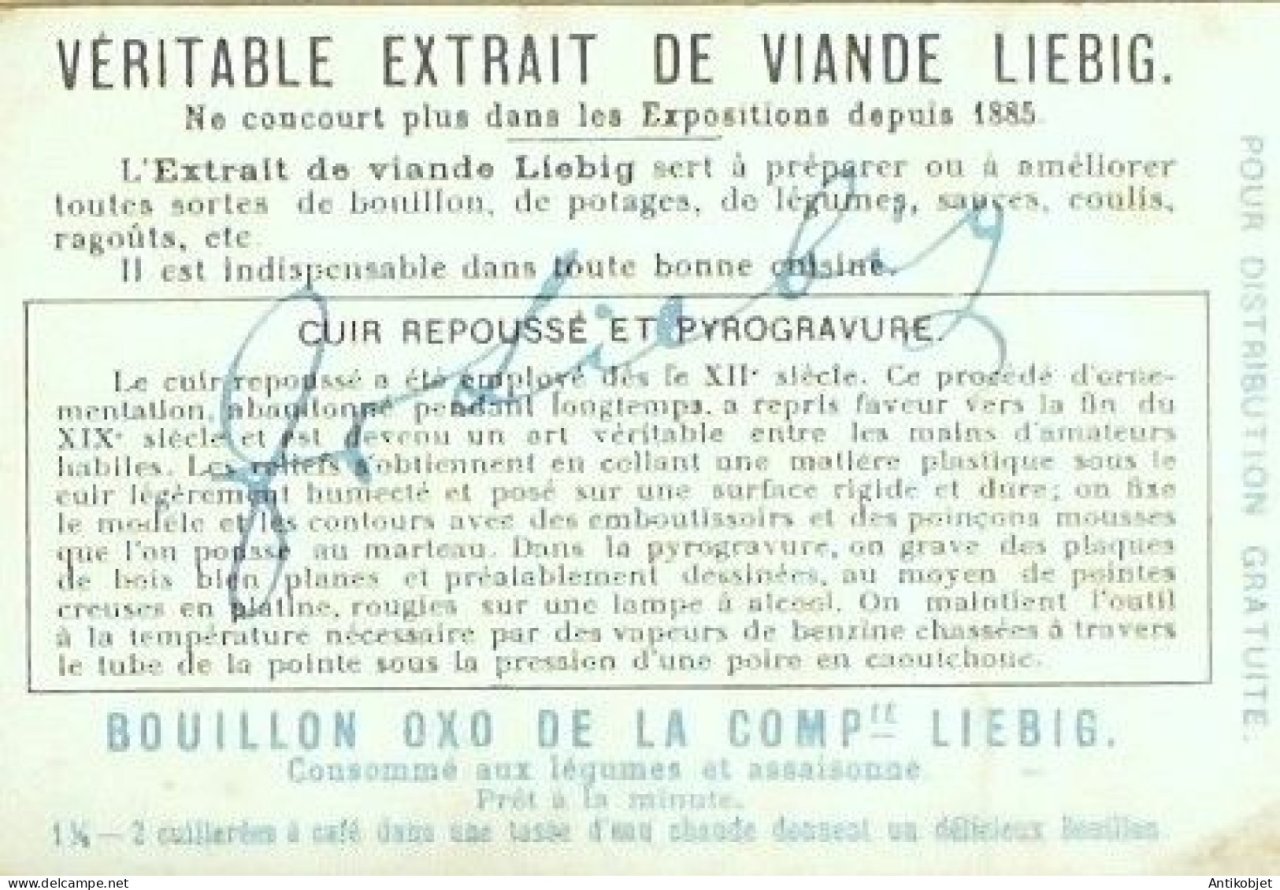 VÉRITABLE EXTRAIT DE VIANDE LIEBIG.
Ne concourt plus dans les Expositions depuis 1885.
L'Extrait de viande Liebig sert à préparer ou à améliorer
toutes sortes de bouillon, de potages, de légumes, sauces, coulis,
ragoûts, etc.
Il est indispensable dans toute bonne cuisine.
CUIR REPOUSSÉ ET PYROGRAVURE.
Le cuir repoussé a été employé dès le XIIe siècle. Ce procédé d'orne-
mentation, abandonné pendant longtemps, a repris faveur vers la fin du
XIXe siècle et est devenu un art véritable entre les mains d'amateurs
habiles. Les reliefs s'obtiennent en collant une matière plastique sous le
cuir légèrement humecté et posé sur une surface rigide et dure; on fixe
le modèle et les contours avec des emboutissoirs et des poinçons mousses
que l'on pousse au marteau. Dans la pyrogravure, on grave des plaques
de bois bien planes et préalablement dessinées, au moyen de pointes
creuses en platine, rougies sur une lampe à alcool. On maintient l'outil
à la température nécessaire par des vapeurs de benzine chassées à travers
le tube de la pointe sous la pression d'une poire en caoutchouc.
BOUILLON OXO DE LA COMPIE LIEBIG.
Consommé aux légumes et assaisonné
Prêt à la minute.
1 ¼ — 2 cuillerées à café dans une tasse d'eau chaude donnent un délicieux Bouillon.
POUR DISTRIBUTION GRATUITE.
J. v. Liebig
delcampe.net
Antikobjet